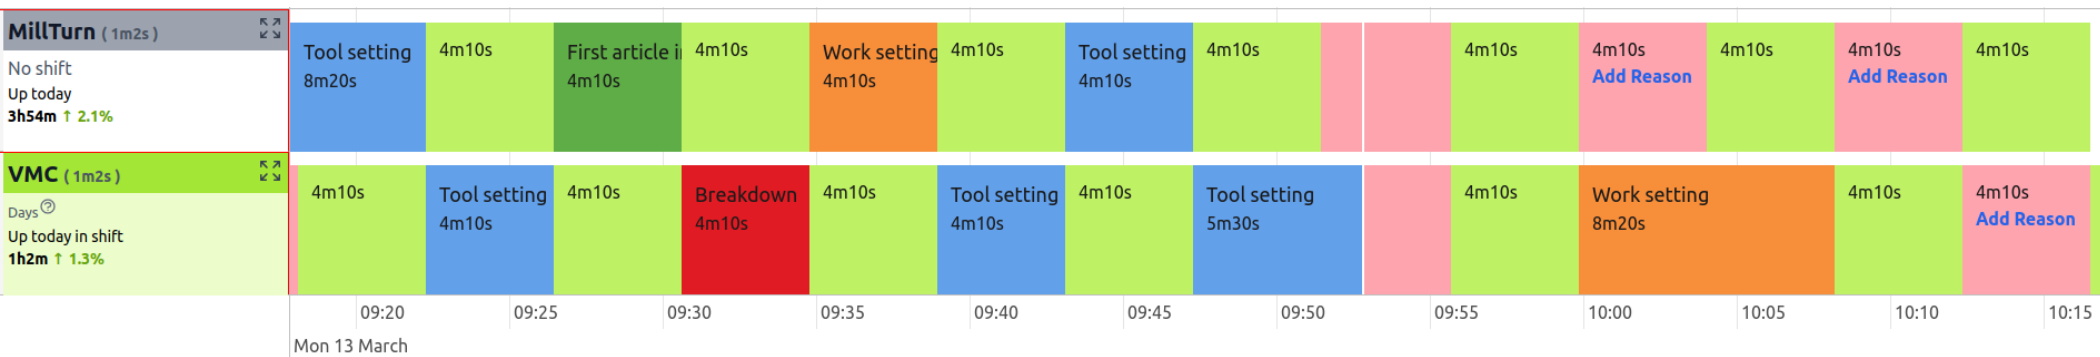 MillTurn ( 1m2s )
No shift
Up today
3h54m ↑ 2.1%
Tool setting
8m20s
4m10s
First article i
4m10s
4m10s
Work setting
4m10s
4m10s
Tool setting
4m10s
4m10s
4m10s
4m10s
Add Reason
4m10s
4m10s
Add Reason
4m10s
VMC ( 1m2s )
Days ?
Up today in shift
1h2m ↑ 1.3%
4m10s
Tool setting
4m10s
4m10s
Breakdown
4m10s
4m10s
Tool setting
4m10s
4m10s
Tool setting
5m30s
4m10s
Work setting
8m20s
4m10s
4m10s
Add Reason
09:20 09:25 09:30 09:35 09:40 09:45 09:50 09:55 10:00 10:05 10:10 10:15
Mon 13 March